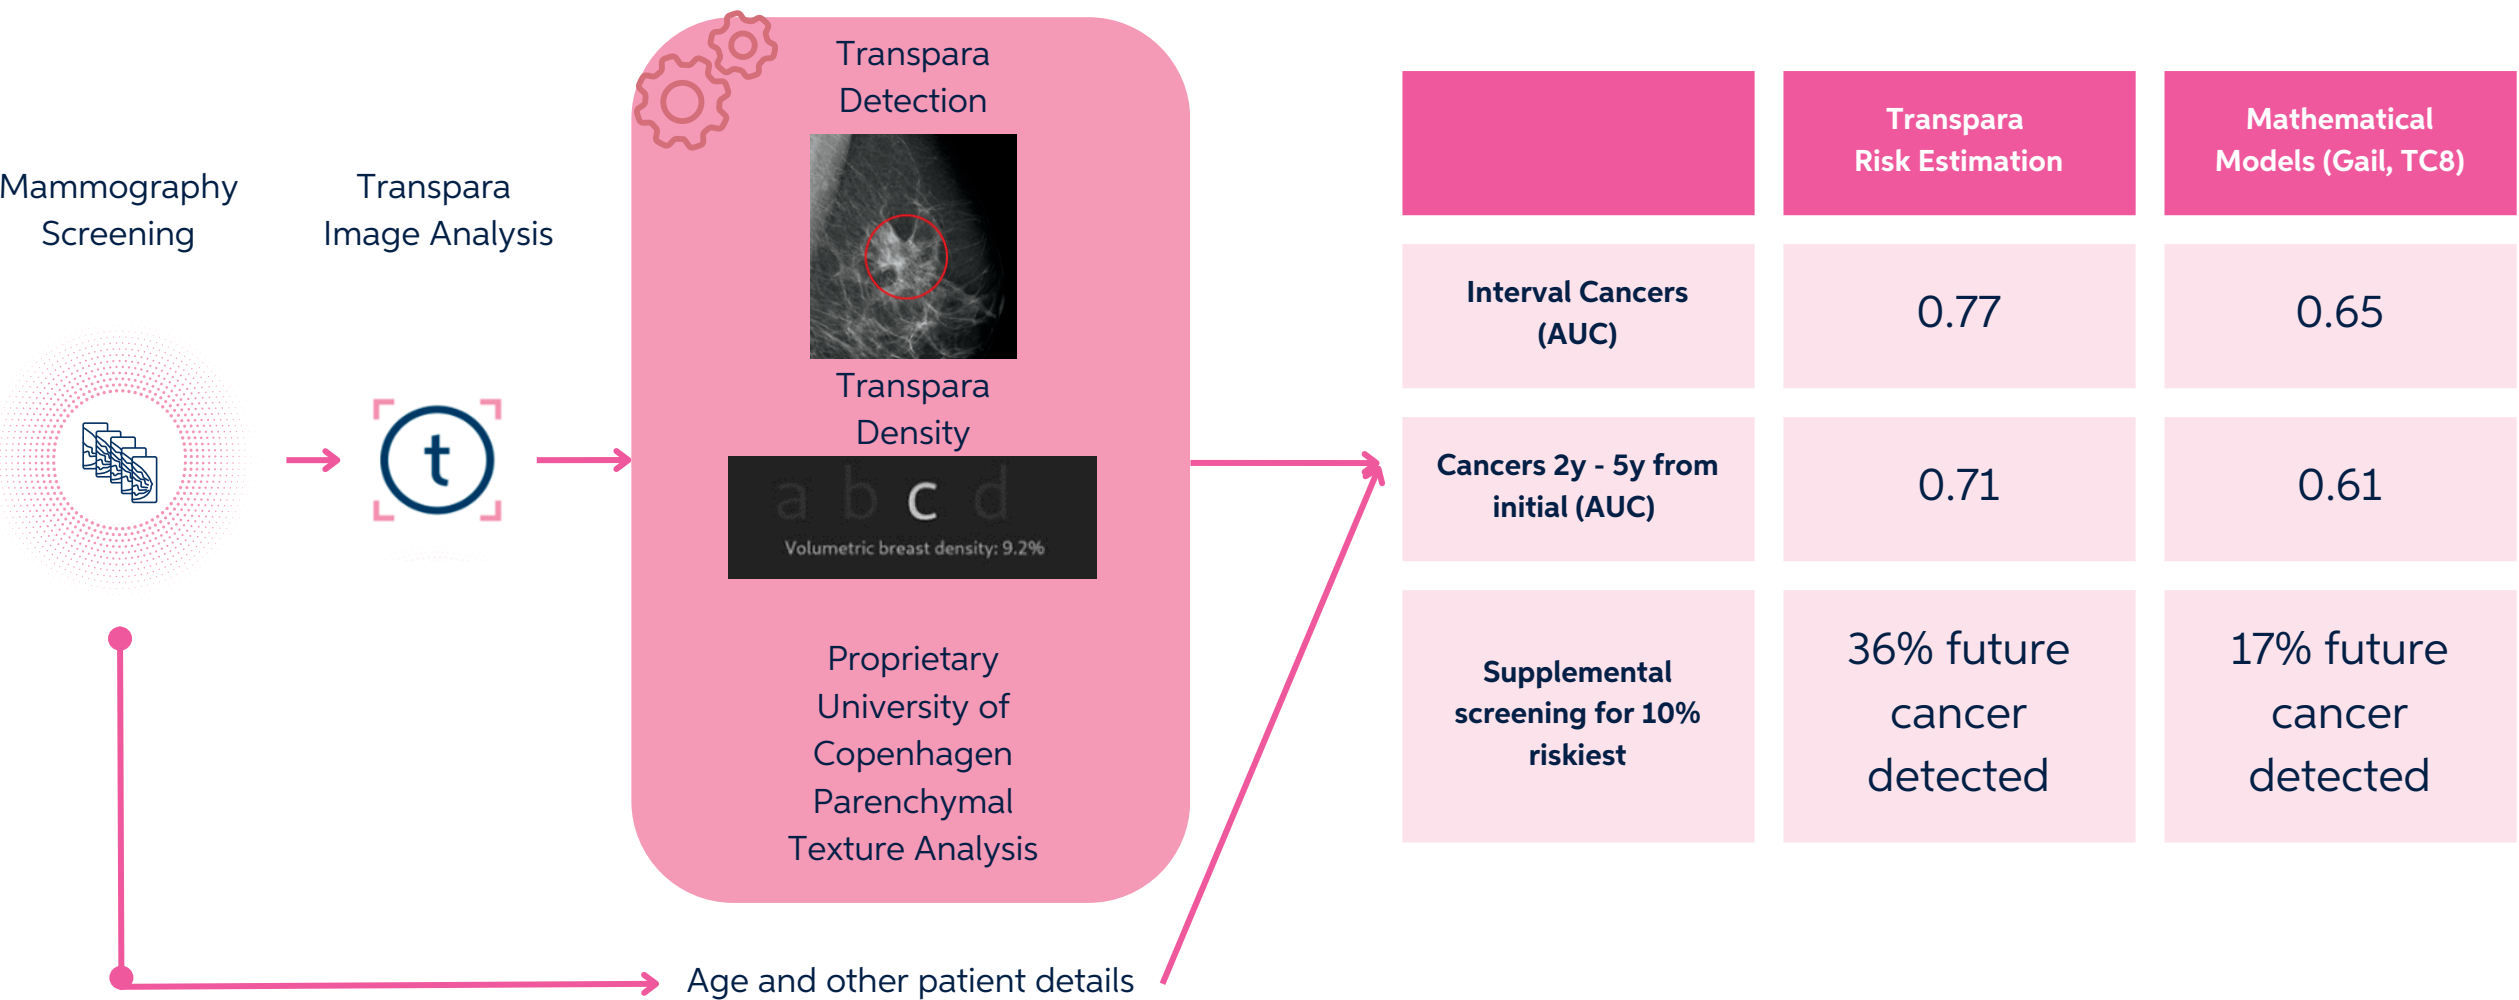 Mammography
Screening
Transpara
Image Analysis
t
Transpara
Detection
Transpara
Density
a b c d
Volumetric breast density: 9.2%
Proprietary
University of
Copenhagen
Parenchymal
Texture Analysis
Age and other patient details
Transpara
Risk Estimation
Mathematical
Models (Gail, TC8)
Interval Cancers
(AUC)
0.77
0.65
Cancers 2y - 5y from
initial (AUC)
0.71
0.61
Supplemental
screening for 10%
riskiest
36% future
cancer
detected
17% future
cancer
detected